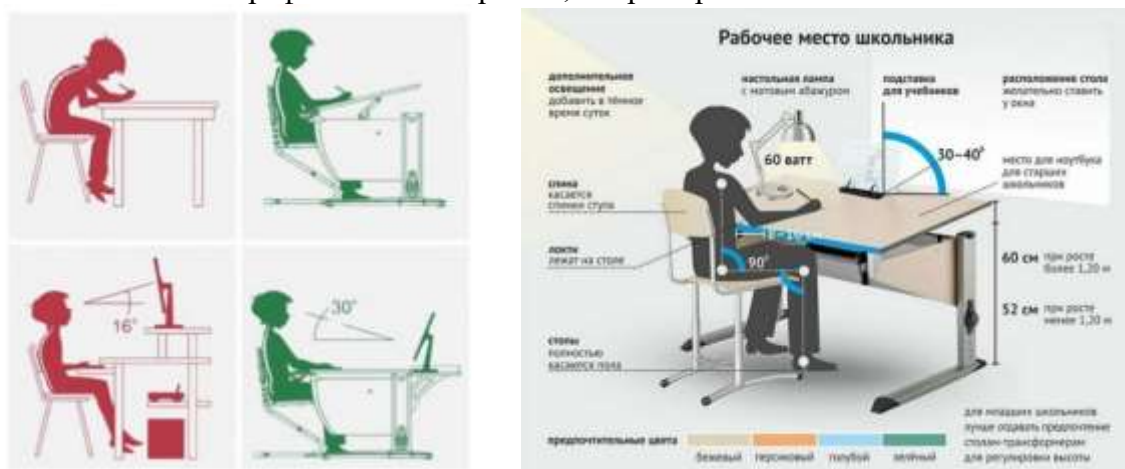 16°
30°
Рабочее место школьника
дополнительное
освещение
добавить в тёмное
время суток
настольная лампа
с матовым абажуром
подставка
для учебников
расположение стола
желательно ставить
у окна
60 ватт
30–40°
место для ноутбука
для старших
школьников
спина
касается
спинки стула
локти
лежат на столе
90°
60 см при росте
более 1,20 м
52 см при росте
менее 1,20 м
стопы
полностью
касаются пола
предпочтительные цвета
бежевый персиковый голубой зелёный
для младших школьников
лучше отдавать предпочтение
столам-трансформерам
для регулировки высоты